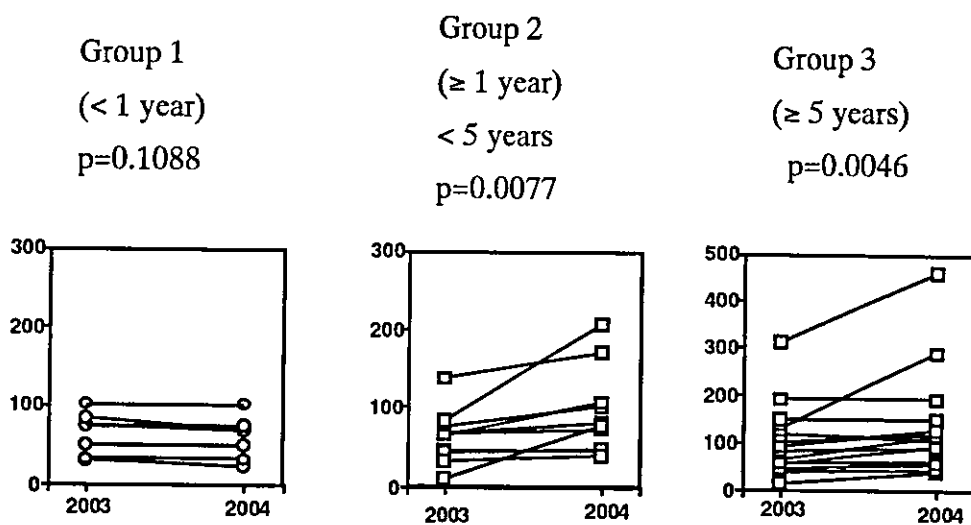 Group 1
(< 1 year)
p=0.1088
Group 2
(≥ 1 year)
< 5 years
p=0.0077
Group 3
(≥ 5 years)
p=0.0046
300
200
100
0
2003 2004
300
200
100
0
2003 2004
500
400
300
200
100
0
2003 2004